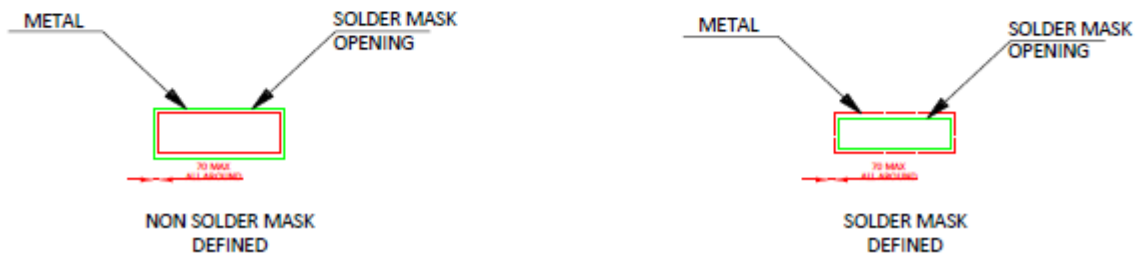 METAL
SOLDER MASK
OPENING
70 MAX
ALL AROUND
NON SOLDER MASK
DEFINED
METAL
SOLDER MASK
OPENING
70 MAX
ALL AROUND
SOLDER MASK
DEFINED